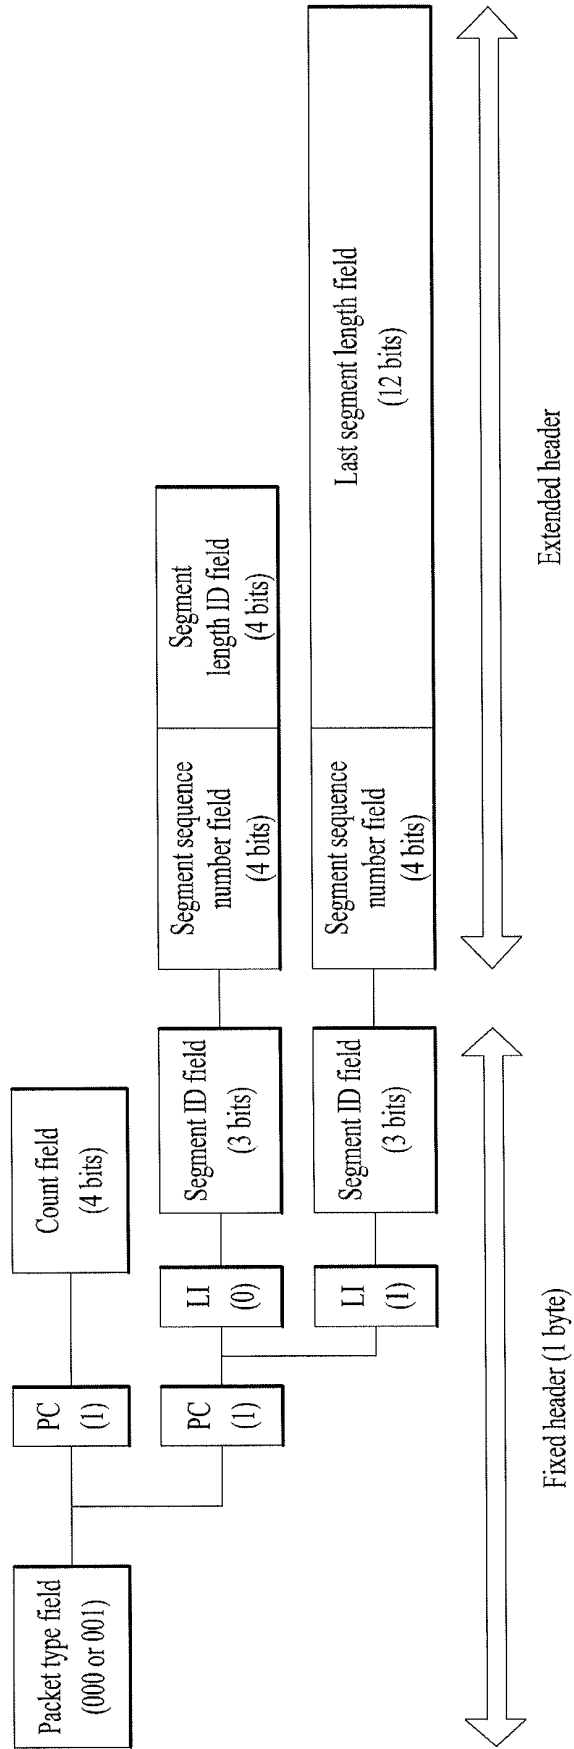 Packet type field
(000 or 001)
PC
(1)
Count field
(4 bits)
PC
(1)
LI
(0)
Segment ID field
(3 bits)
Segment sequence
number field
(4 bits)
Segment
length ID field
(4 bits)
LI
(1)
Segment ID field
(3 bits)
Segment sequence
number field
(4 bits)
Last segment length field
(12 bits)
Fixed header (1 byte)
Extended header